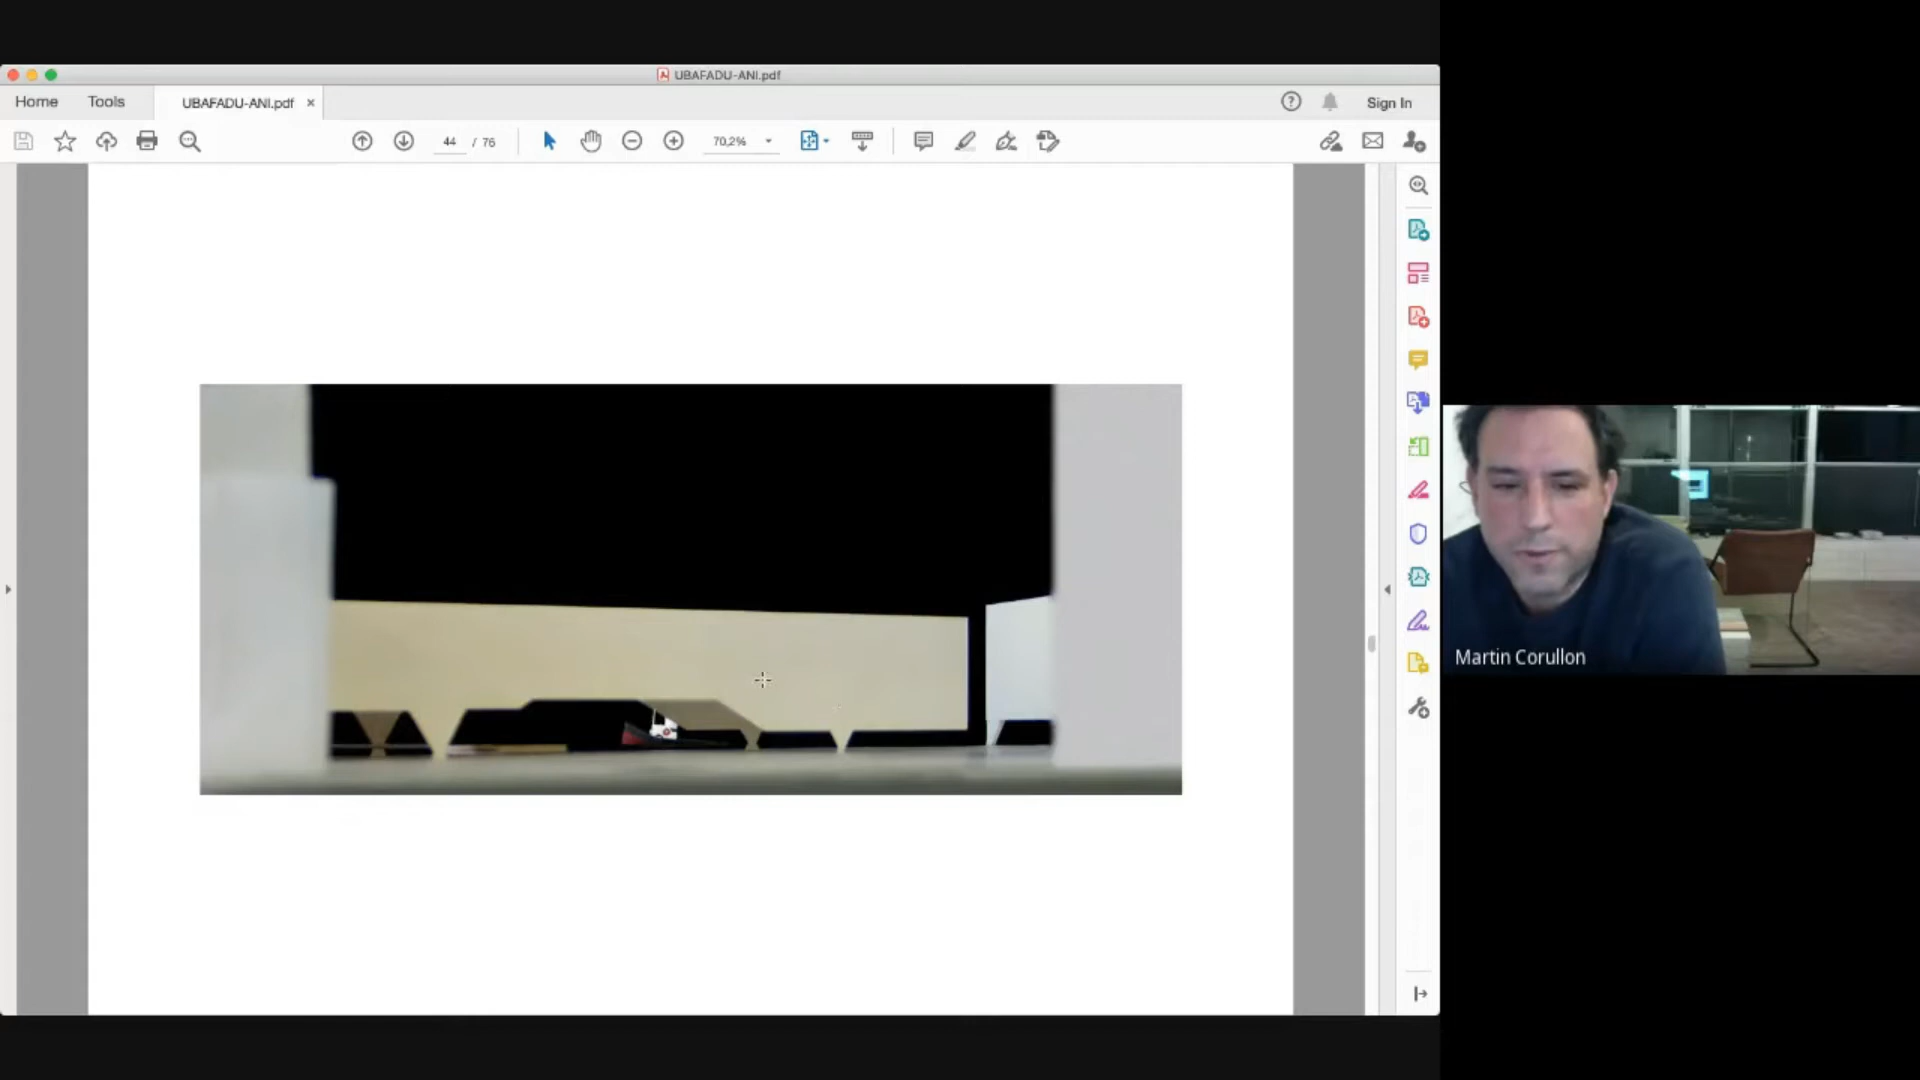 UBAFADU-ANI.pdf
Home Tools UBAFADU-ANI.pdf × Sign In
44 / 76 70,2%
Martin Corullon